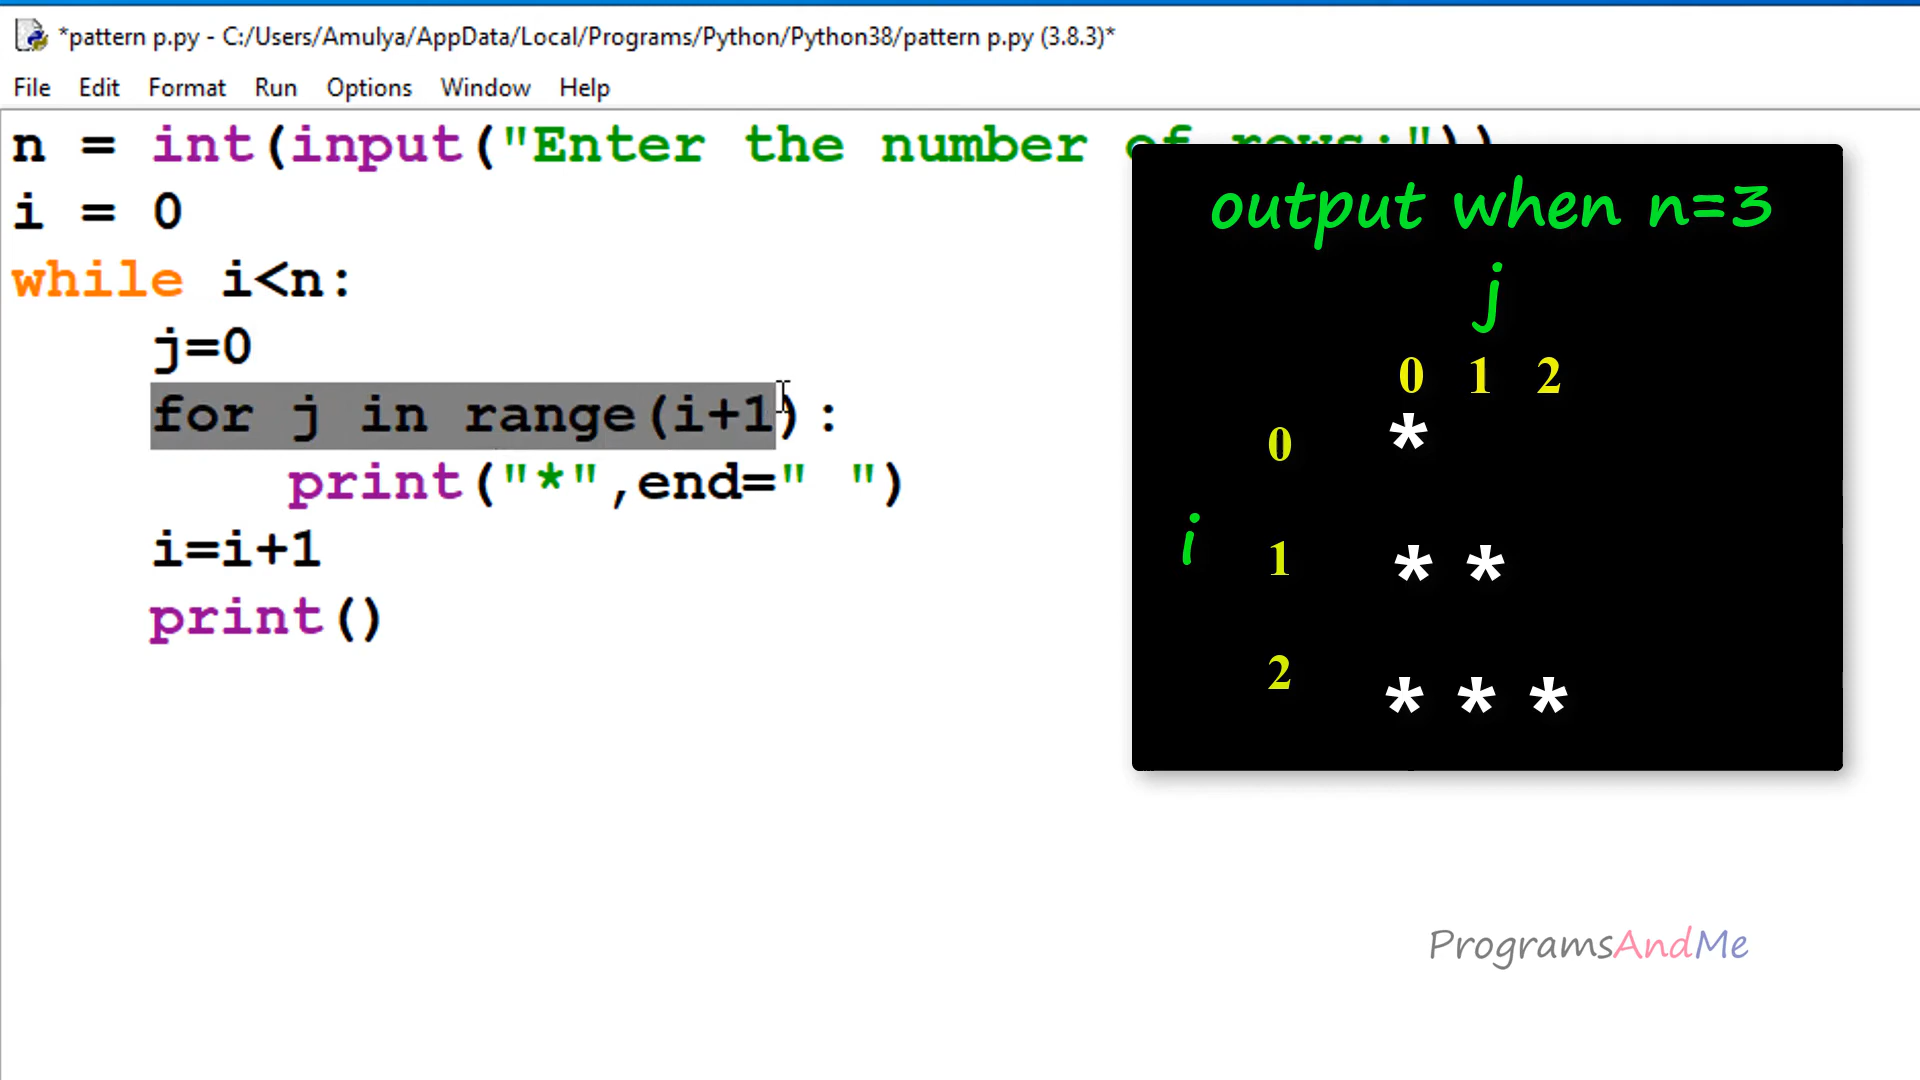 *pattern p.py - C:/Users/Amulya/AppData/Local/Programs/Python/Python38/pattern p.py (3.8.3)*
File Edit Format Run Options Window Help
n = int(input("Enter the number of rows:"))
i = 0
while i<n:
j=0
for j in range(i+1):
print("*",end=" ")
i=i+1
print()
output when n=3
j
0 1 2
0 *
i 1 * *
2 * * *
ProgramsAndMe